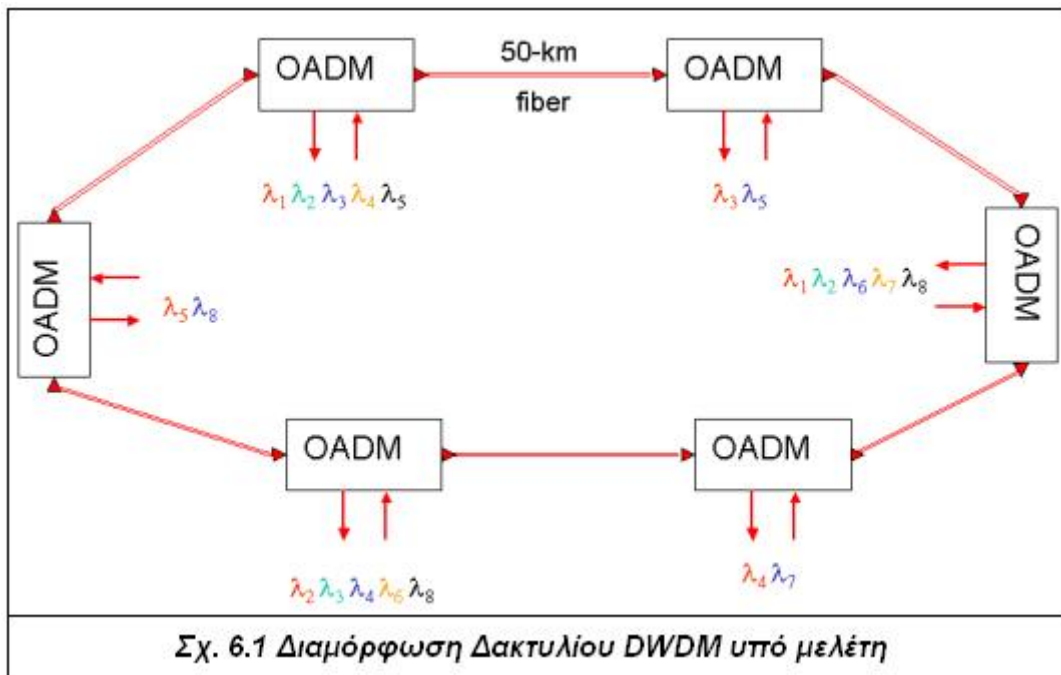 OADM
50-km
fiber
OADM
λ₁ λ₂ λ₃ λ₄ λ₅
λ₃ λ₅
OADM
λ₅ λ₈
λ₁ λ₂ λ₆ λ₇ λ₈
OADM
OADM
OADM
λ₂ λ₃ λ₄ λ₆ λ₈
λ₄ λ₇
Σχ. 6.1 Διαμόρφωση Δακτυλίου DWDM υπό μελέτη